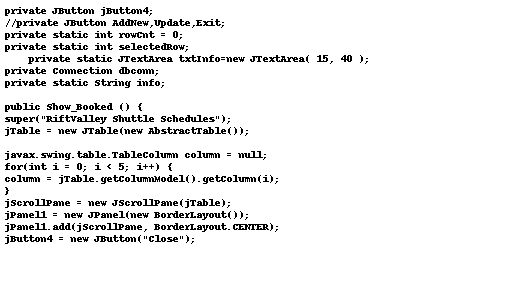 private JButton jButton4;
//private JButton AddNew,Update,Exit;
private static int rowCnt = 0;
private static int selectedRow;
    private static JTextArea txtInfo=new JTextArea( 15, 40 );
private Connection dbconn;
private static String info;

public Show_Booked () {
super("RiftValley Shuttle Schedules");
jTable = new JTable(new AbstractTable());

javax.swing.table.TableColumn column = null;
for(int i = 0; i < 5; i++) {
column = jTable.getColumnModel().getColumn(i);
}
jScrollPane = new JScrollPane(jTable);
jPanel1 = new JPanel(new BorderLayout());
jPanel1.add(jScrollPane, BorderLayout.CENTER);
jButton4 = new JButton("Close");